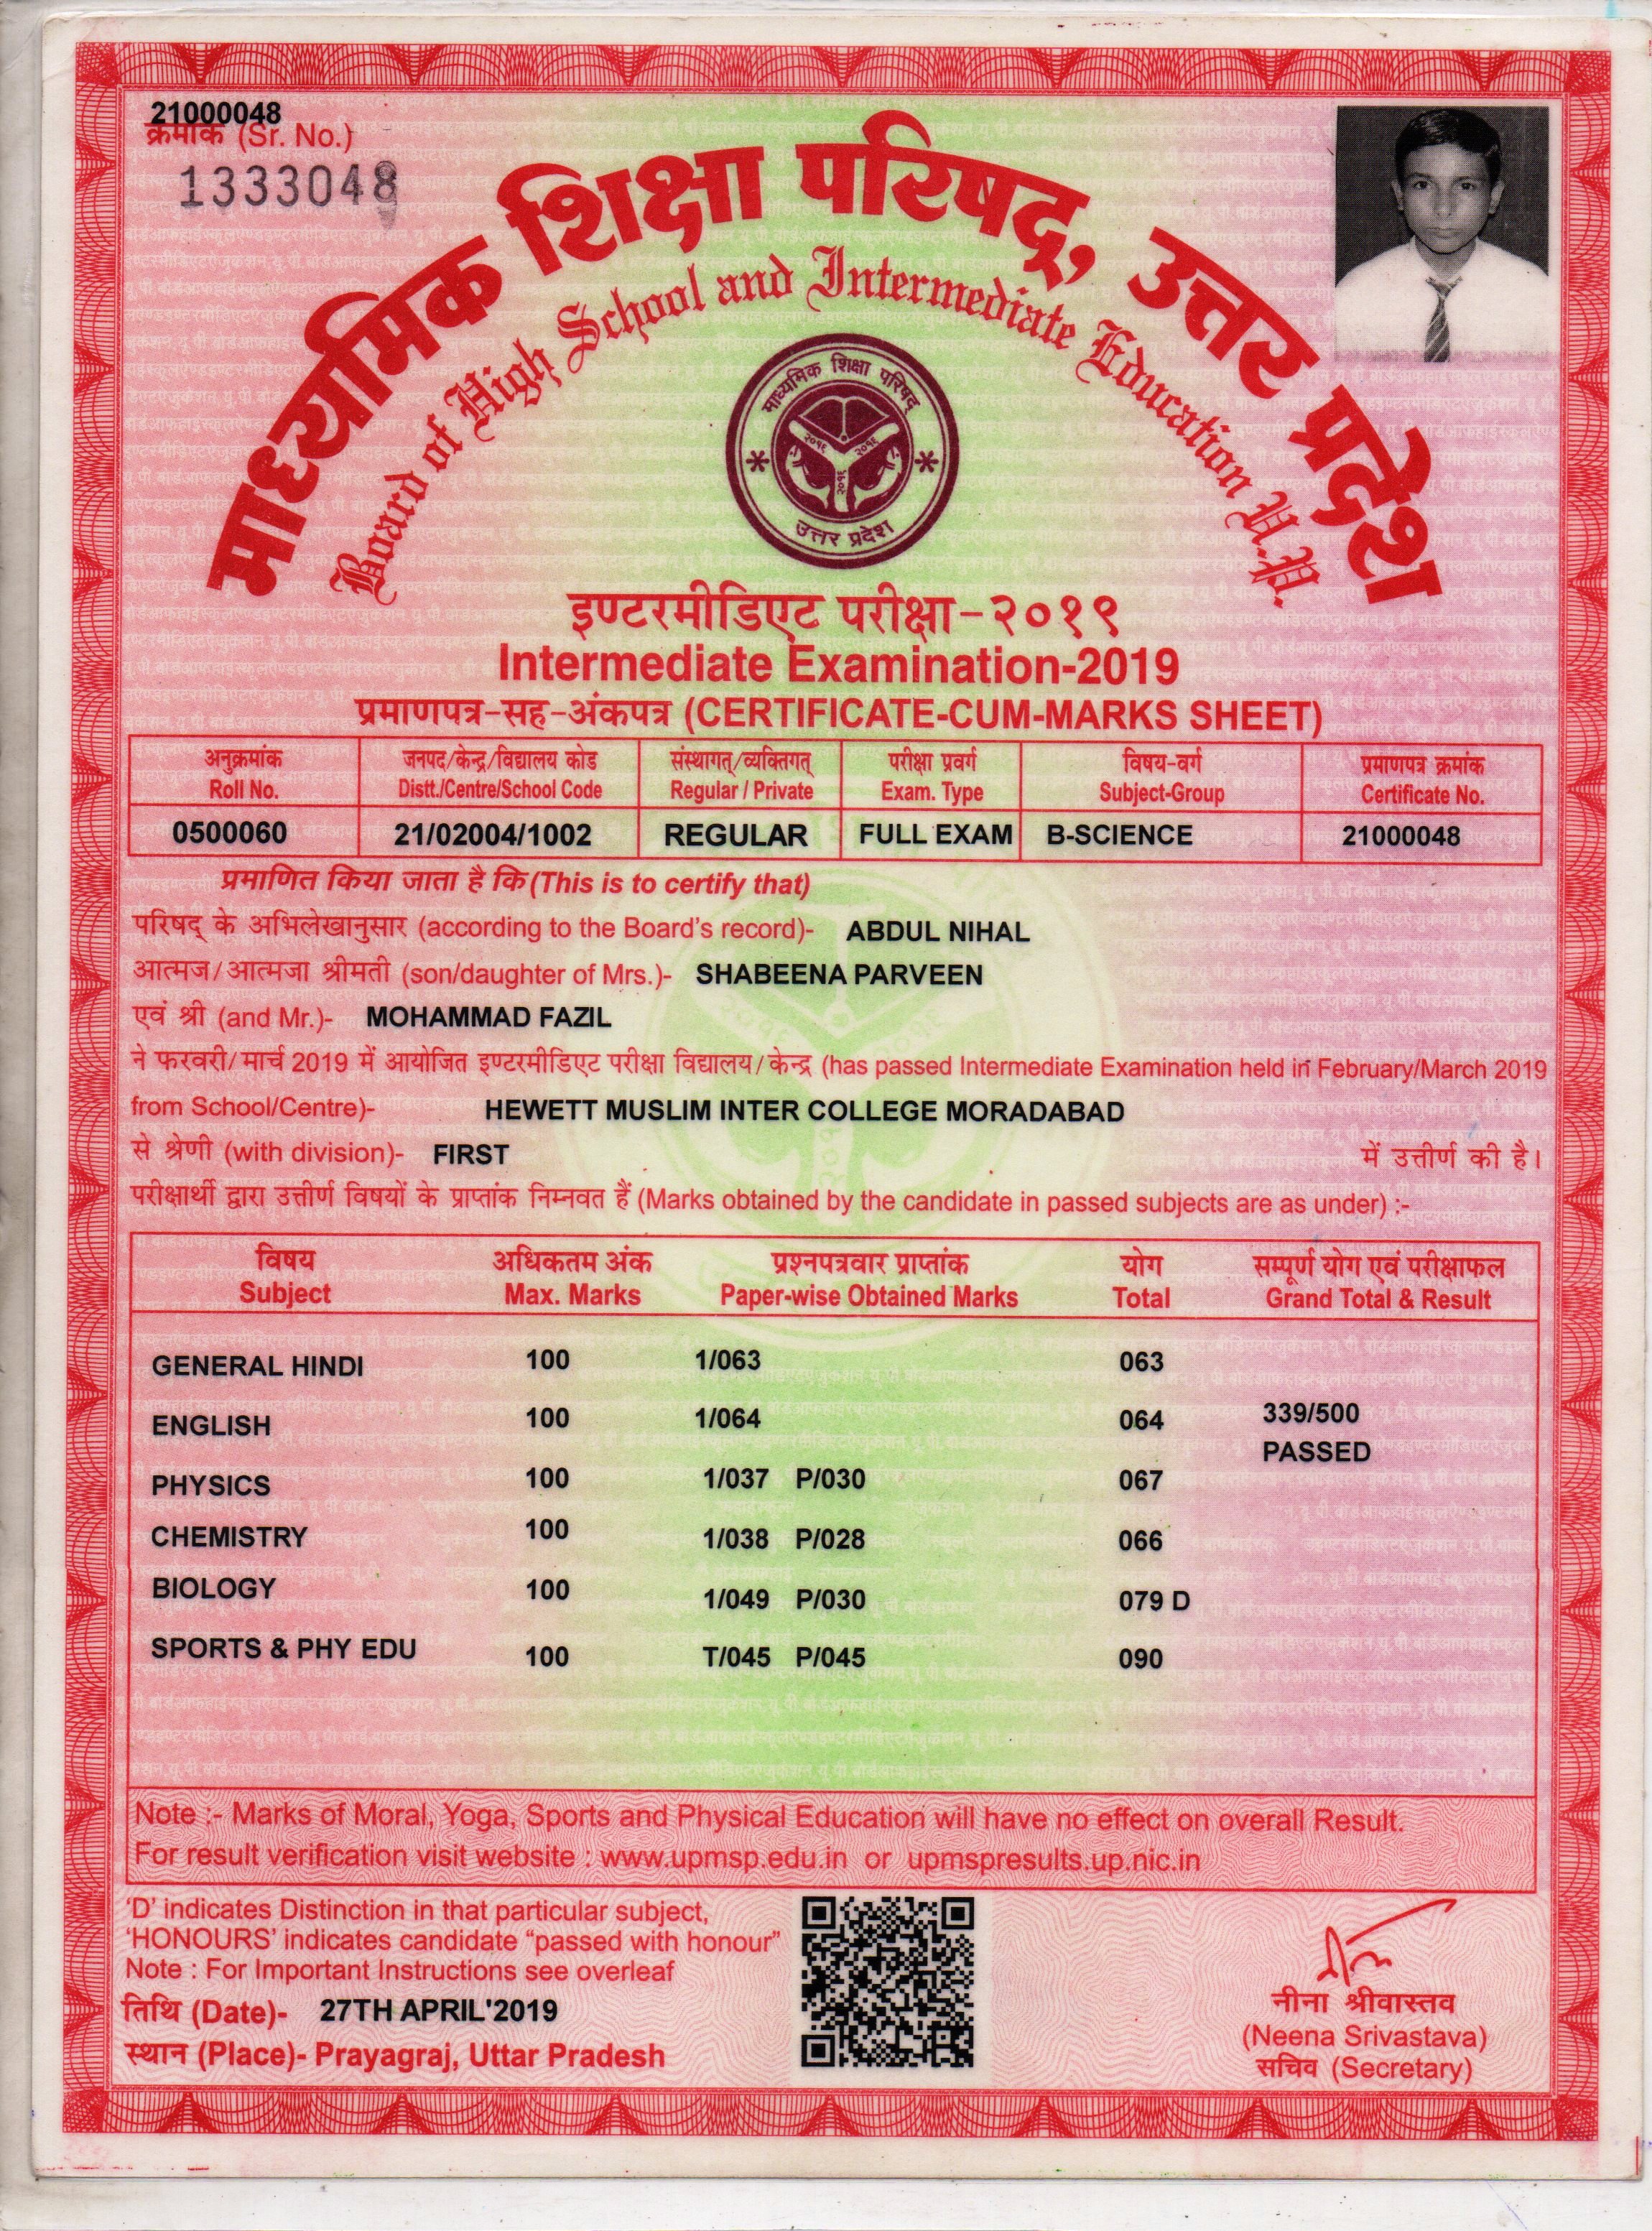 21000048
क्रमांक (Sr. No.)
1333048
माध्यमिक शिक्षा परिषद्, उत्तर प्रदेश
Board of High School and Intermediate Education U.P.
माध्यमिक शिक्षा परिषद्
२०१६ २०१६
२०१६
उत्तर प्रदेश
इण्टरमीडिएट परीक्षा-२०१९
Intermediate Examination-2019
प्रमाणपत्र-सह-अंकपत्र (CERTIFICATE-CUM-MARKS SHEET)
अनुक्रमांक जनपद/केन्द्र/विद्यालय कोड संस्थागत्/व्यक्तिगत् परीक्षा प्रवर्ग विषय-वर्ग प्रमाणपत्र क्रमांक
Roll No. Distt./Centre/School Code Regular / Private Exam. Type Subject-Group Certificate No.
0500060 21/02004/1002 REGULAR FULL EXAM B-SCIENCE 21000048
प्रमाणित किया जाता है कि (This is to certify that)
परिषद् के अभिलेखानुसार (according to the Board's record)- ABDUL NIHAL
आत्मज/आत्मजा श्रीमती (son/daughter of Mrs.)- SHABEENA PARVEEN
एवं श्री (and Mr.)- MOHAMMAD FAZIL
ने फरवरी/मार्च 2019 में आयोजित इण्टरमीडिएट परीक्षा विद्यालय/केन्द्र (has passed Intermediate Examination held in February/March 2019
from School/Centre)- HEWETT MUSLIM INTER COLLEGE MORADABAD
से श्रेणी (with division)- FIRST में उत्तीर्ण की है।
परीक्षार्थी द्वारा उत्तीर्ण विषयों के प्राप्तांक निम्नवत हैं (Marks obtained by the candidate in passed subjects are as under) :-
विषय अधिकतम अंक प्रश्नपत्रवार प्राप्तांक योग सम्पूर्ण योग एवं परीक्षाफल
Subject Max. Marks Paper-wise Obtained Marks Total Grand Total & Result
GENERAL HINDI 100 1/063 063
ENGLISH 100 1/064 064 339/500
PASSED
PHYSICS 100 1/037 P/030 067
CHEMISTRY 100 1/038 P/028 066
BIOLOGY 100 1/049 P/030 079 D
SPORTS & PHY EDU 100 T/045 P/045 090
Note :- Marks of Moral, Yoga, Sports and Physical Education will have no effect on overall Result.
For result verification visit website : www.upmsp.edu.in or upmspresults.up.nic.in
'D' indicates Distinction in that particular subject,
'HONOURS' indicates candidate "passed with honour"
Note : For Important Instructions see overleaf
तिथि (Date)- 27TH APRIL'2019
स्थान (Place)- Prayagraj, Uttar Pradesh
नीना श्रीवास्तव
(Neena Srivastava)
सचिव (Secretary)